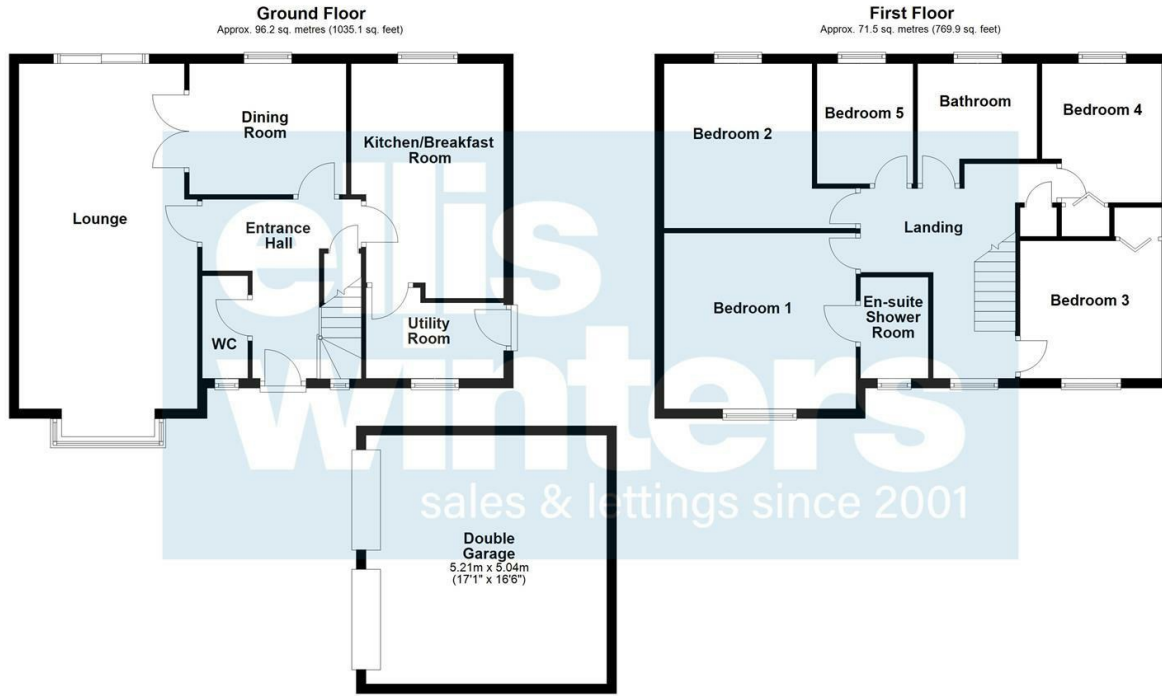 Ground Floor
Approx. 96.2 sq. metres (1035.1 sq. feet)
Dining
Room
Kitchen/Breakfast
Room
Lounge
Entrance
Hall
WC
Utility
Room
First Floor
Approx. 71.5 sq. metres (769.9 sq. feet)
Bedroom 2
Bedroom 5
Bathroom
Bedroom 4
Landing
Bedroom 1
En-suite
Shower
Room
Bedroom 3
Double
Garage
5.21m x 5.04m
(17'1" x 16'6")
ellis
winters
sales & lettings since 2001